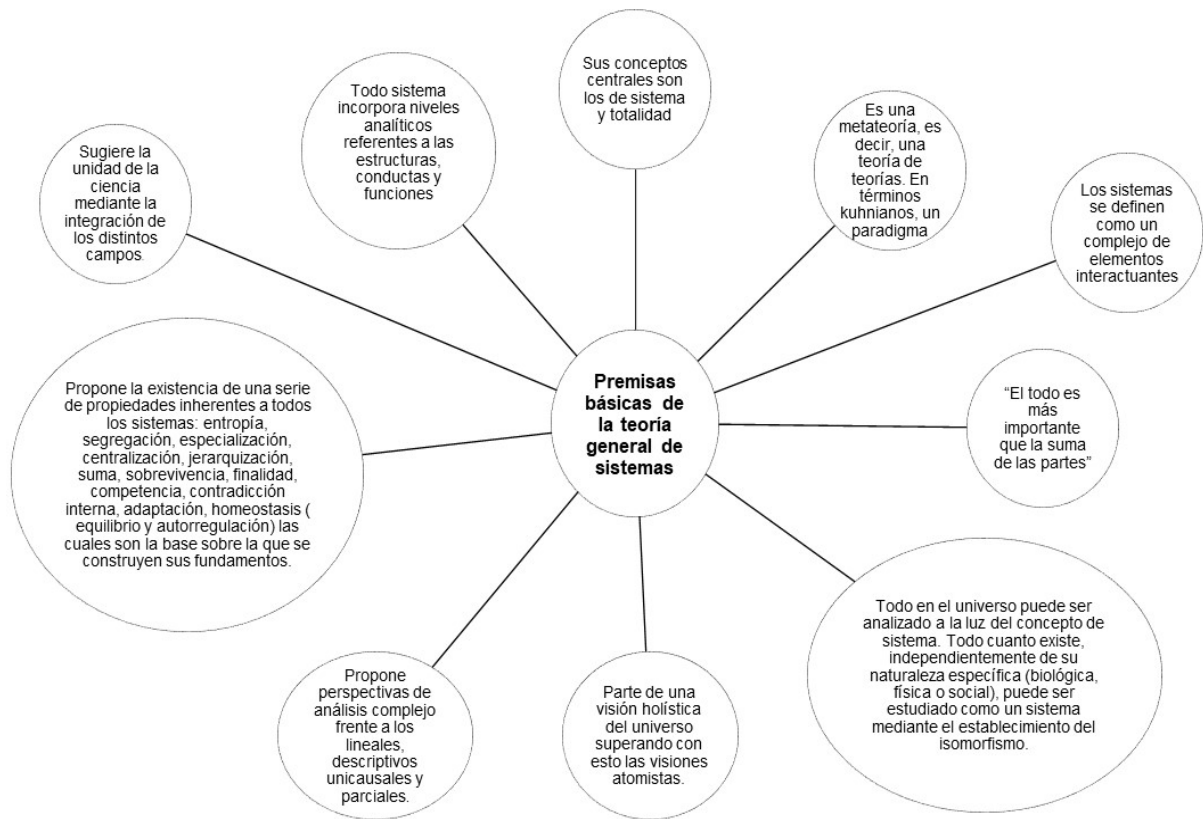 Sus conceptos
centrales son
los de sistema
y totalidad
Todo sistema
incorpora niveles
analíticos
referentes a las
estructuras,
conductas y
funciones
Es una
metateoría, es
decir, una
teoría de
teorías. En
términos
kuhnianos, un
paradigma
Sugiere la
unidad de la
ciencia
mediante la
integración de
los distintos
campos.
Los sistemas
se definen
como un
complejo de
elementos
interactuantes
Premisas
básicas de
la teoría
general de
sistemas
Propone la existencia de una serie
de propiedades inherentes a todos
los sistemas: entropía,
segregación, especialización,
centralización, jerarquización,
suma, sobrevivencia, finalidad,
competencia, contradicción
interna, adaptación, homeostasis (
equilibrio y autorregulación) las
cuales son la base sobre la que se
construyen sus fundamentos.
“El todo es
más
importante
que la suma
de las partes”
Todo en el universo puede ser
analizado a la luz del concepto de
sistema. Todo cuanto existe,
independientemente de su
naturaleza específica (biológica,
física o social), puede ser
estudiado como un sistema
mediante el establecimiento del
isomorfismo.
Propone
perspectivas de
análisis complejo
frente a los
lineales,
descriptivos
unicausales y
parciales.
Parte de una
visión holística
del universo
superando con
esto las visiones
atomistas.